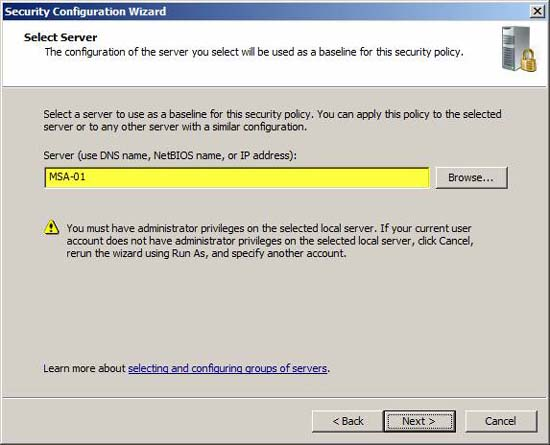 Security Configuration Wizard
Select Server
The configuration of the server you select will be used as a baseline for this security policy.
Select a server to use as a baseline for this security policy. You can apply this policy to the selected
server or to any other server with a similar configuration.
Server (use DNS name, NetBIOS name, or IP address):
MSA-01
Browse...
You must have administrator privileges on the selected local server. If your current user
account does not have administrator privileges on the selected local server, click Cancel,
rerun the wizard using Run As, and specify another account.
Learn more about selecting and configuring groups of servers.
< Back
Next >
Cancel